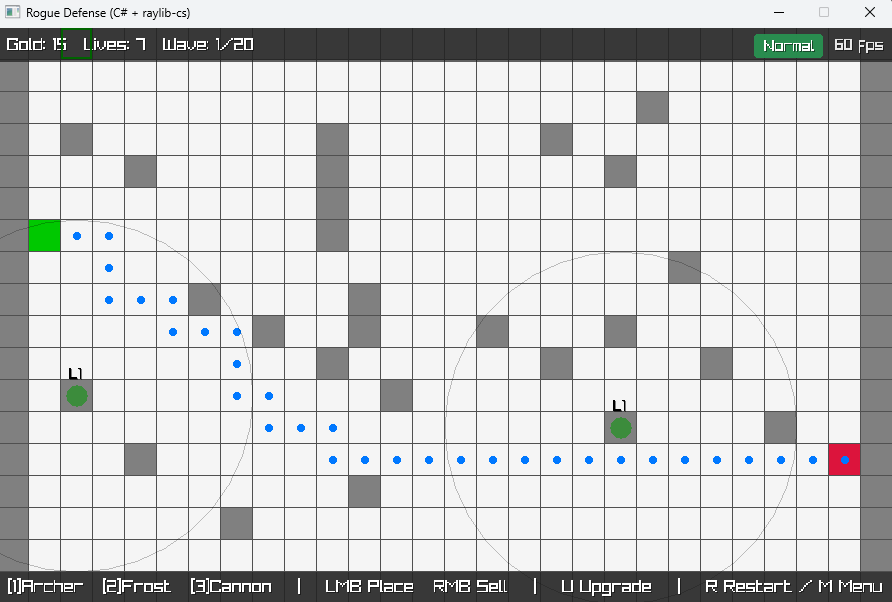 Rogue Defense (C# + raylib-cs)
Gold: 15 Lives: 7 Wave: 1/20 Normal 60 Fps
L1
L1
[1]Archer [2]Frost [3]Cannon | LMB Place RMB Sell | U Upgrade | R Restart / M Menu